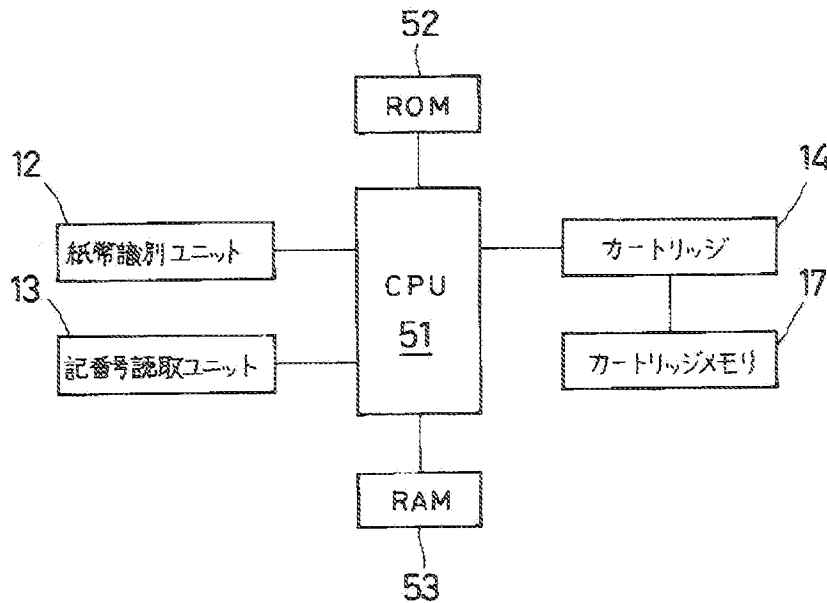 52
ROM
12
14
紙幣識別ユニット
カートリッジ
CPU
13
17
51
記番号読取ユニット
カートリッジメモリ
RAM
53